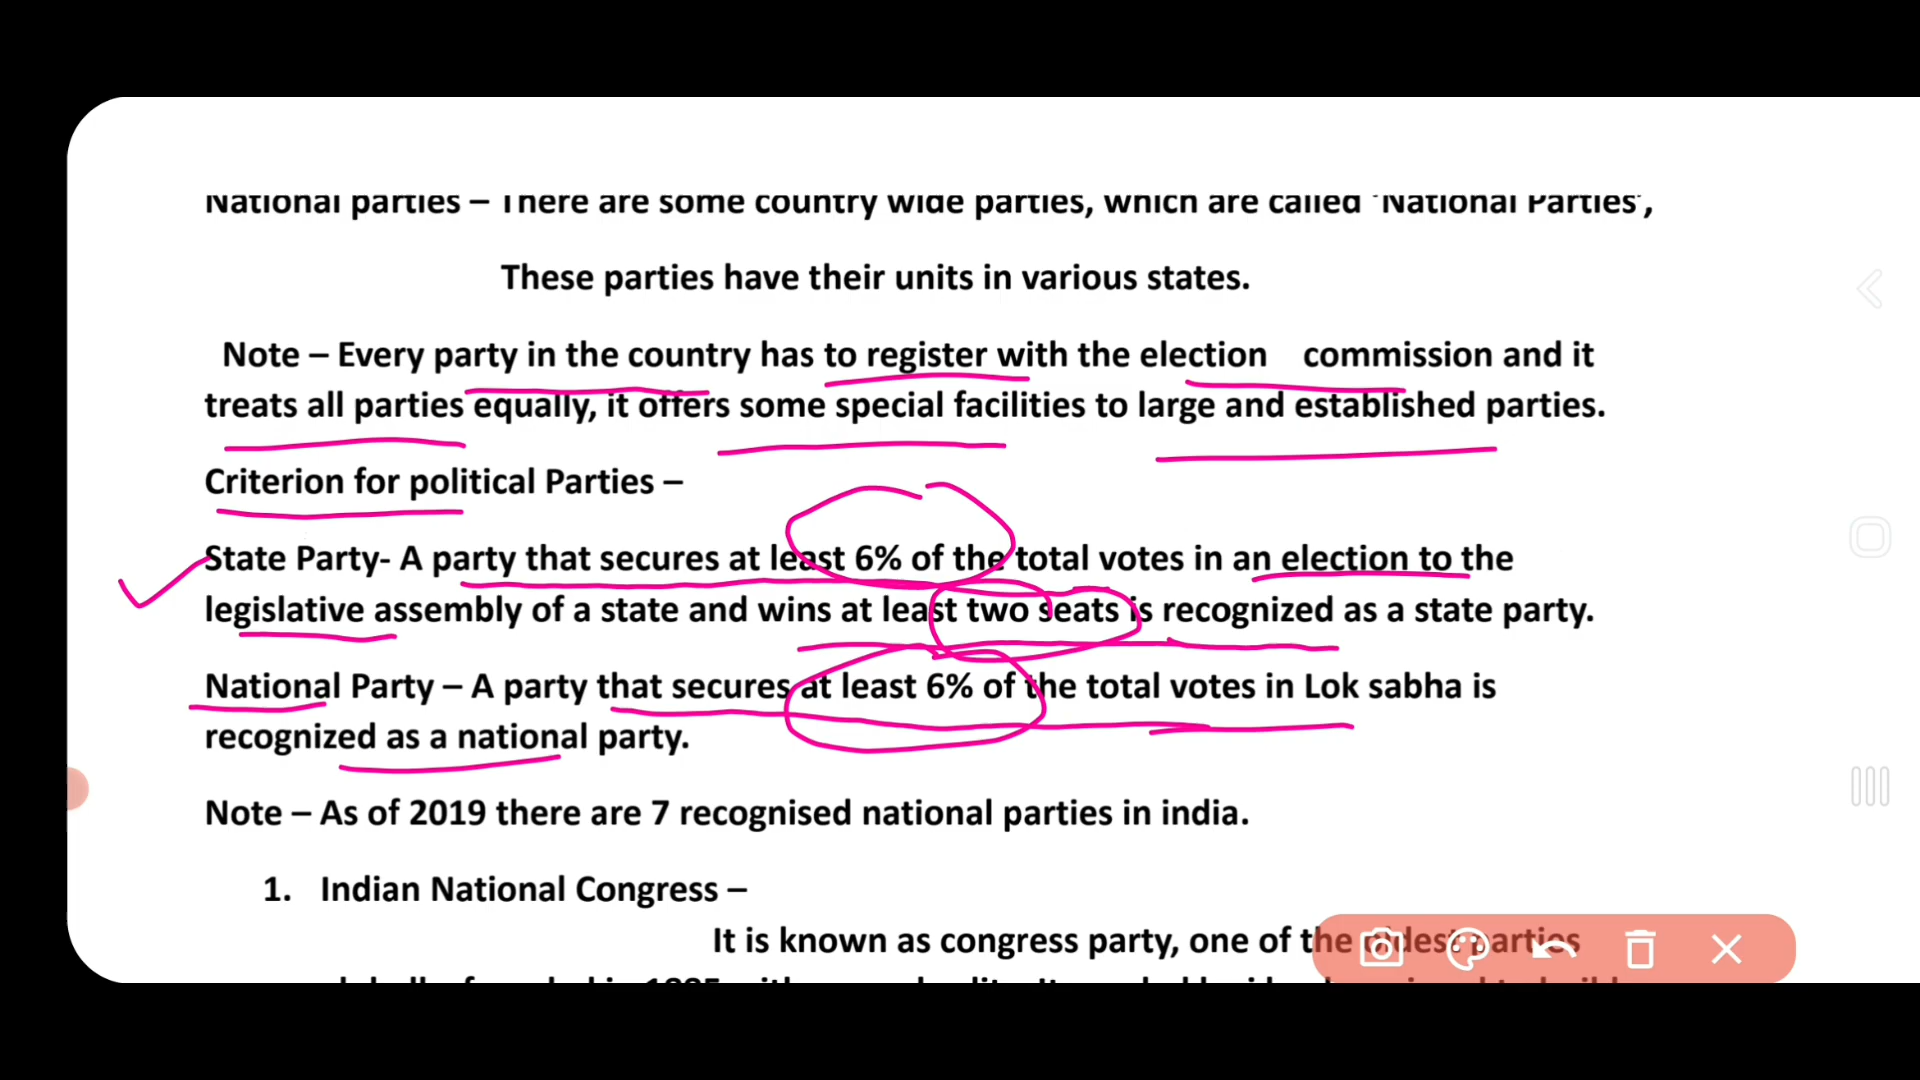 National parties – There are some country wide parties, which are called 'National Parties',
These parties have their units in various states.
Note – Every party in the country has to register with the election commission and it
treats all parties equally, it offers some special facilities to large and established parties.
Criterion for political Parties –
State Party- A party that secures at least 6% of the total votes in an election to the
legislative assembly of a state and wins at least two seats is recognized as a state party.
National Party – A party that secures at least 6% of the total votes in Lok sabha is
recognized as a national party.
Note – As of 2019 there are 7 recognised national parties in india.
1. Indian National Congress –
It is known as congress party, one of the oldest parties